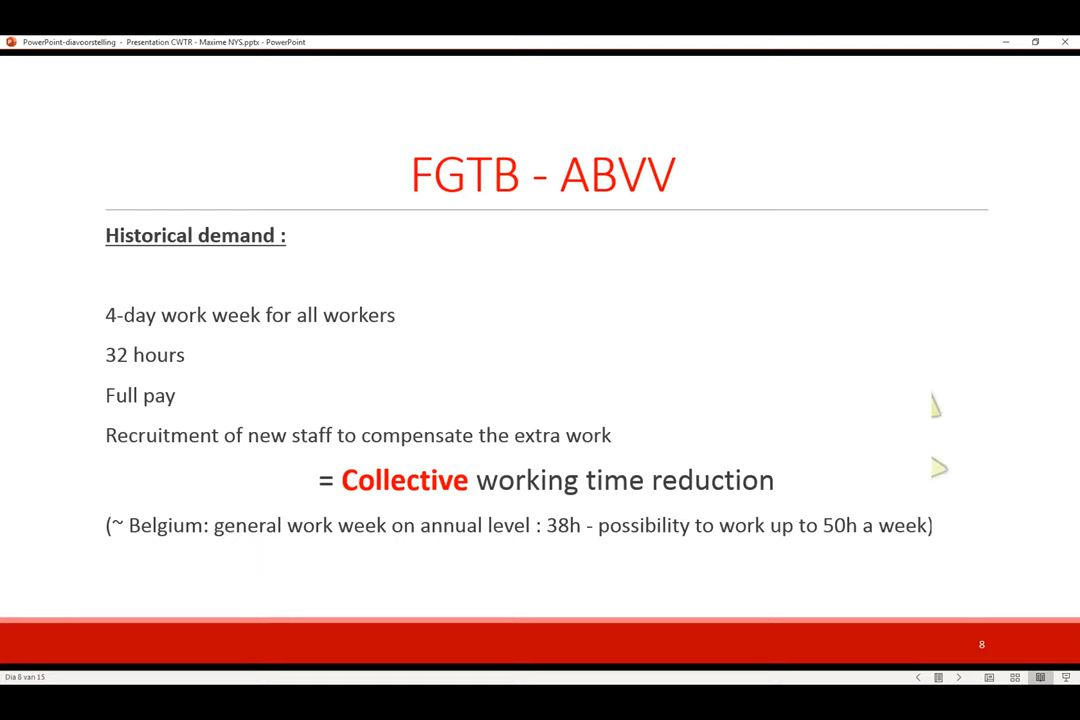 PowerPoint-diavoorstelling - Presentation CWTR - Maxime NYS.pptx - PowerPoint
FGTB - ABVV
Historical demand :
4-day work week for all workers
32 hours
Full pay
Recruitment of new staff to compensate the extra work
= Collective working time reduction
(~ Belgium: general work week on annual level : 38h - possibility to work up to 50h a week)
8
Dia 8 van 15